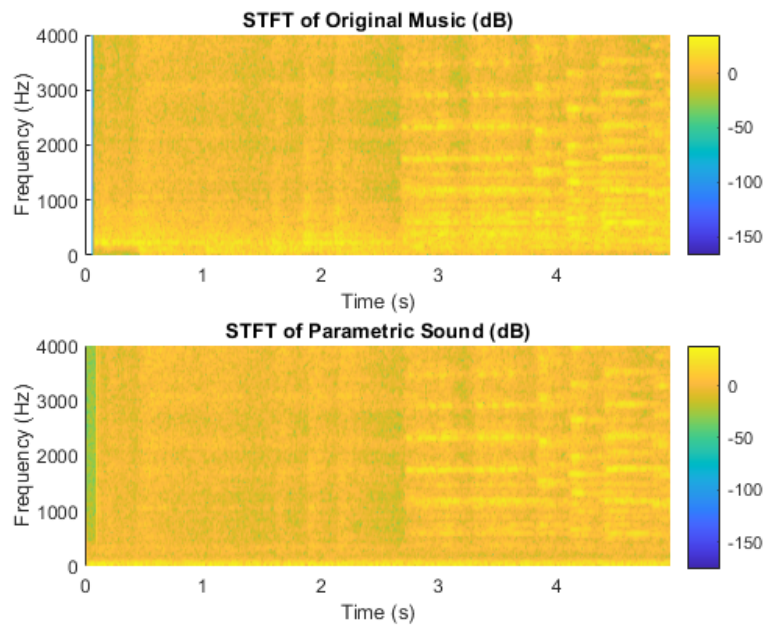 STFT of Original Music (dB)
4000
3000
2000
1000
0
Frequency (Hz)
0 1 2 3 4
Time (s)
0
-50
-100
-150
STFT of Parametric Sound (dB)
4000
3000
2000
1000
0
Frequency (Hz)
0 1 2 3 4
Time (s)
0
-50
-100
-150